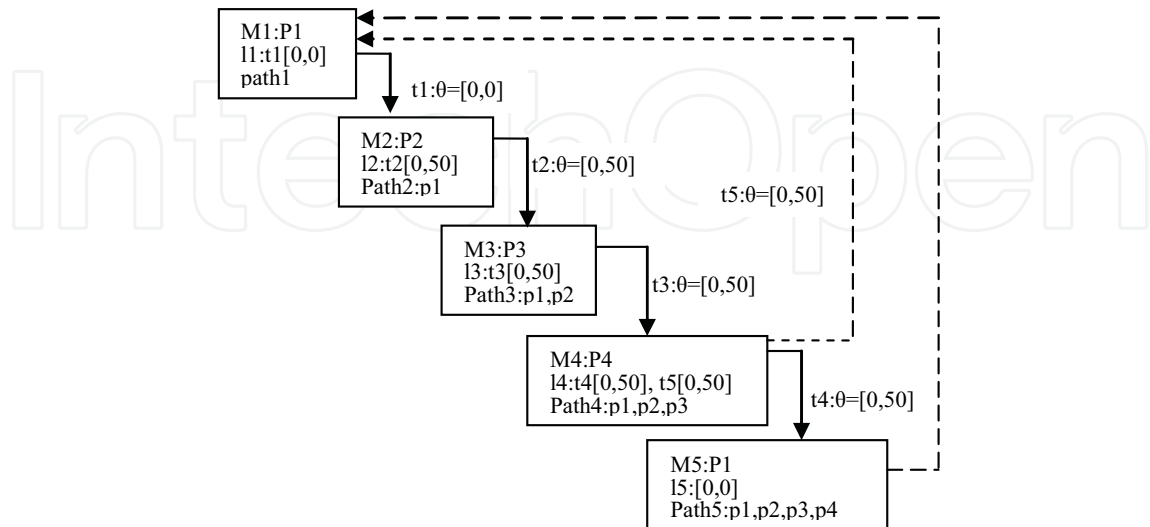 M1:P1
l1:t1[0,0]
path1
t1:θ=[0,0]
M2:P2
l2:t2[0,50]
Path2:p1
t2:θ=[0,50]
t5:θ=[0,50]
M3:P3
l3:t3[0,50]
Path3:p1,p2
t3:θ=[0,50]
M4:P4
l4:t4[0,50], t5[0,50]
Path4:p1,p2,p3
t4:θ=[0,50]
M5:P1
l5:[0,0]
Path5:p1,p2,p3,p4
IntechOpen